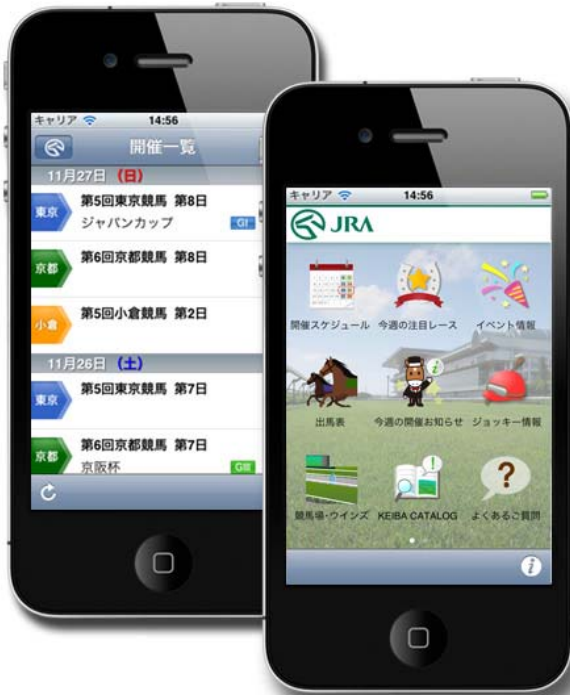 キャリア 14:56
開催一覧
11月27日 (日)
東京
第5回東京競馬 第8日
ジャパンカップ GI
京都
第6回京都競馬 第8日
小倉
第5回小倉競馬 第2日
11月26日 (土)
東京
第5回東京競馬 第7日
京都
第6回京都競馬 第7日
京阪杯 GIII
キャリア 14:56
JRA
開催スケジュール 今週の注目レース イベント情報
出馬表 今週の開催お知らせ ジョッキー情報
競馬場・ウインズ KEIBA CATALOG よくあるご質問